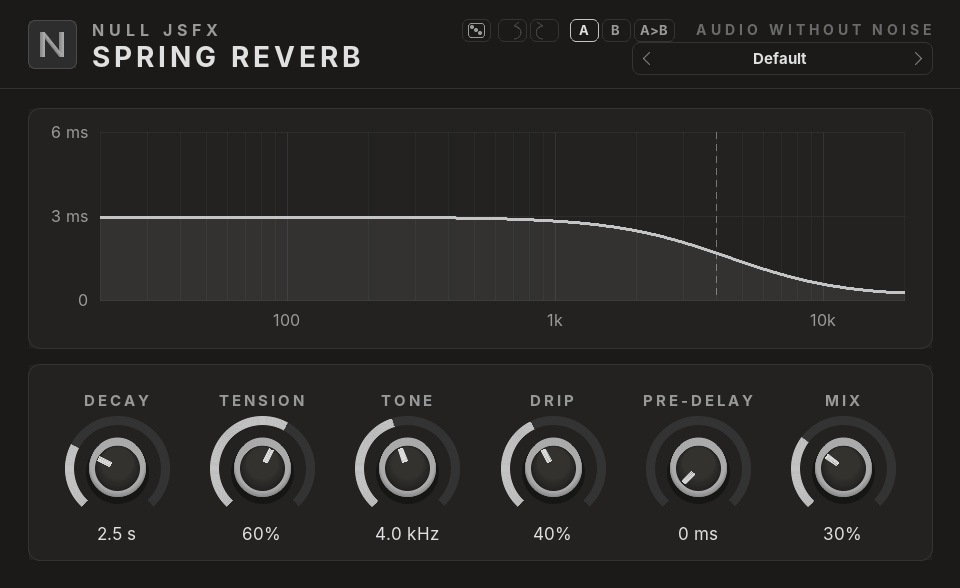 N
NULL JSFX
SPRING REVERB
A B A>B
AUDIO WITHOUT NOISE
Default
6 ms
3 ms
0
100 1k 10k
DECAY TENSION TONE DRIP PRE-DELAY MIX
2.5 s 60% 4.0 kHz 40% 0 ms 30%